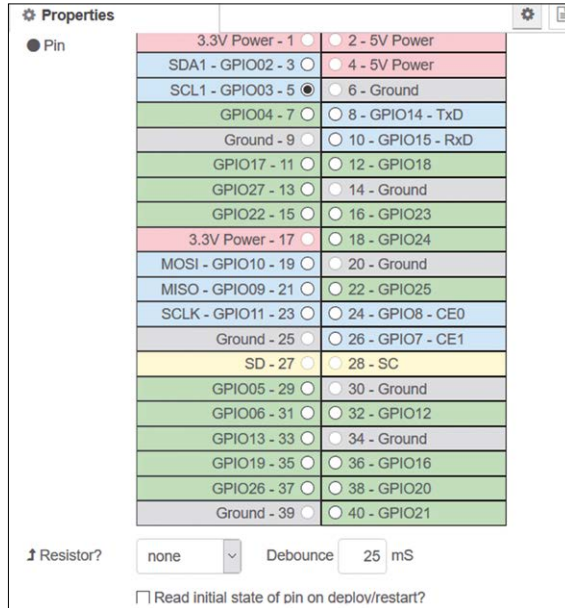 Properties
Pin
3.3V Power - 1 2 - 5V Power
SDA1 - GPIO02 - 3 4 - 5V Power
SCL1 - GPIO03 - 5 6 - Ground
GPIO04 - 7 8 - GPIO14 - TxD
Ground - 9 10 - GPIO15 - RxD
GPIO17 - 11 12 - GPIO18
GPIO27 - 13 14 - Ground
GPIO22 - 15 16 - GPIO23
3.3V Power - 17 18 - GPIO24
MOSI - GPIO10 - 19 20 - Ground
MISO - GPIO09 - 21 22 - GPIO25
SCLK - GPIO11 - 23 24 - GPIO8 - CE0
Ground - 25 26 - GPIO7 - CE1
SD - 27 28 - SC
GPIO05 - 29 30 - Ground
GPIO06 - 31 32 - GPIO12
GPIO13 - 33 34 - Ground
GPIO19 - 35 36 - GPIO16
GPIO26 - 37 38 - GPIO20
Ground - 39 40 - GPIO21
Resistor? none Debounce 25 mS
Read initial state of pin on deploy/restart?